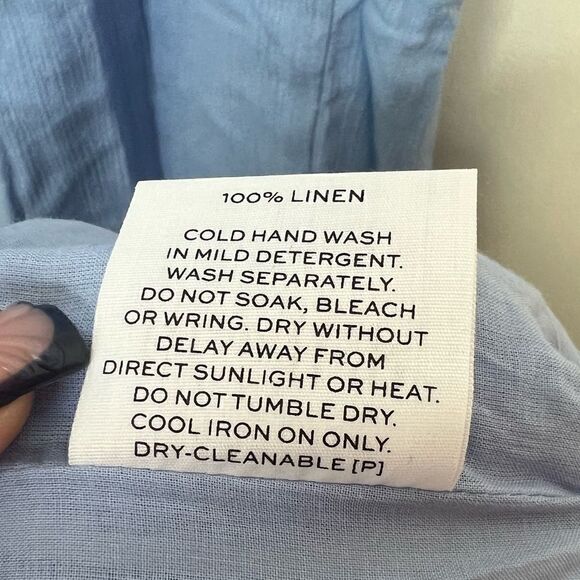 100% LINEN
COLD HAND WASH
IN MILD DETERGENT.
WASH SEPARATELY.
DO NOT SOAK, BLEACH
OR WRING. DRY WITHOUT
DELAY AWAY FROM
DIRECT SUNLIGHT OR HEAT.
DO NOT TUMBLE DRY.
COOL IRON ON ONLY.
DRY-CLEANABLE [P]